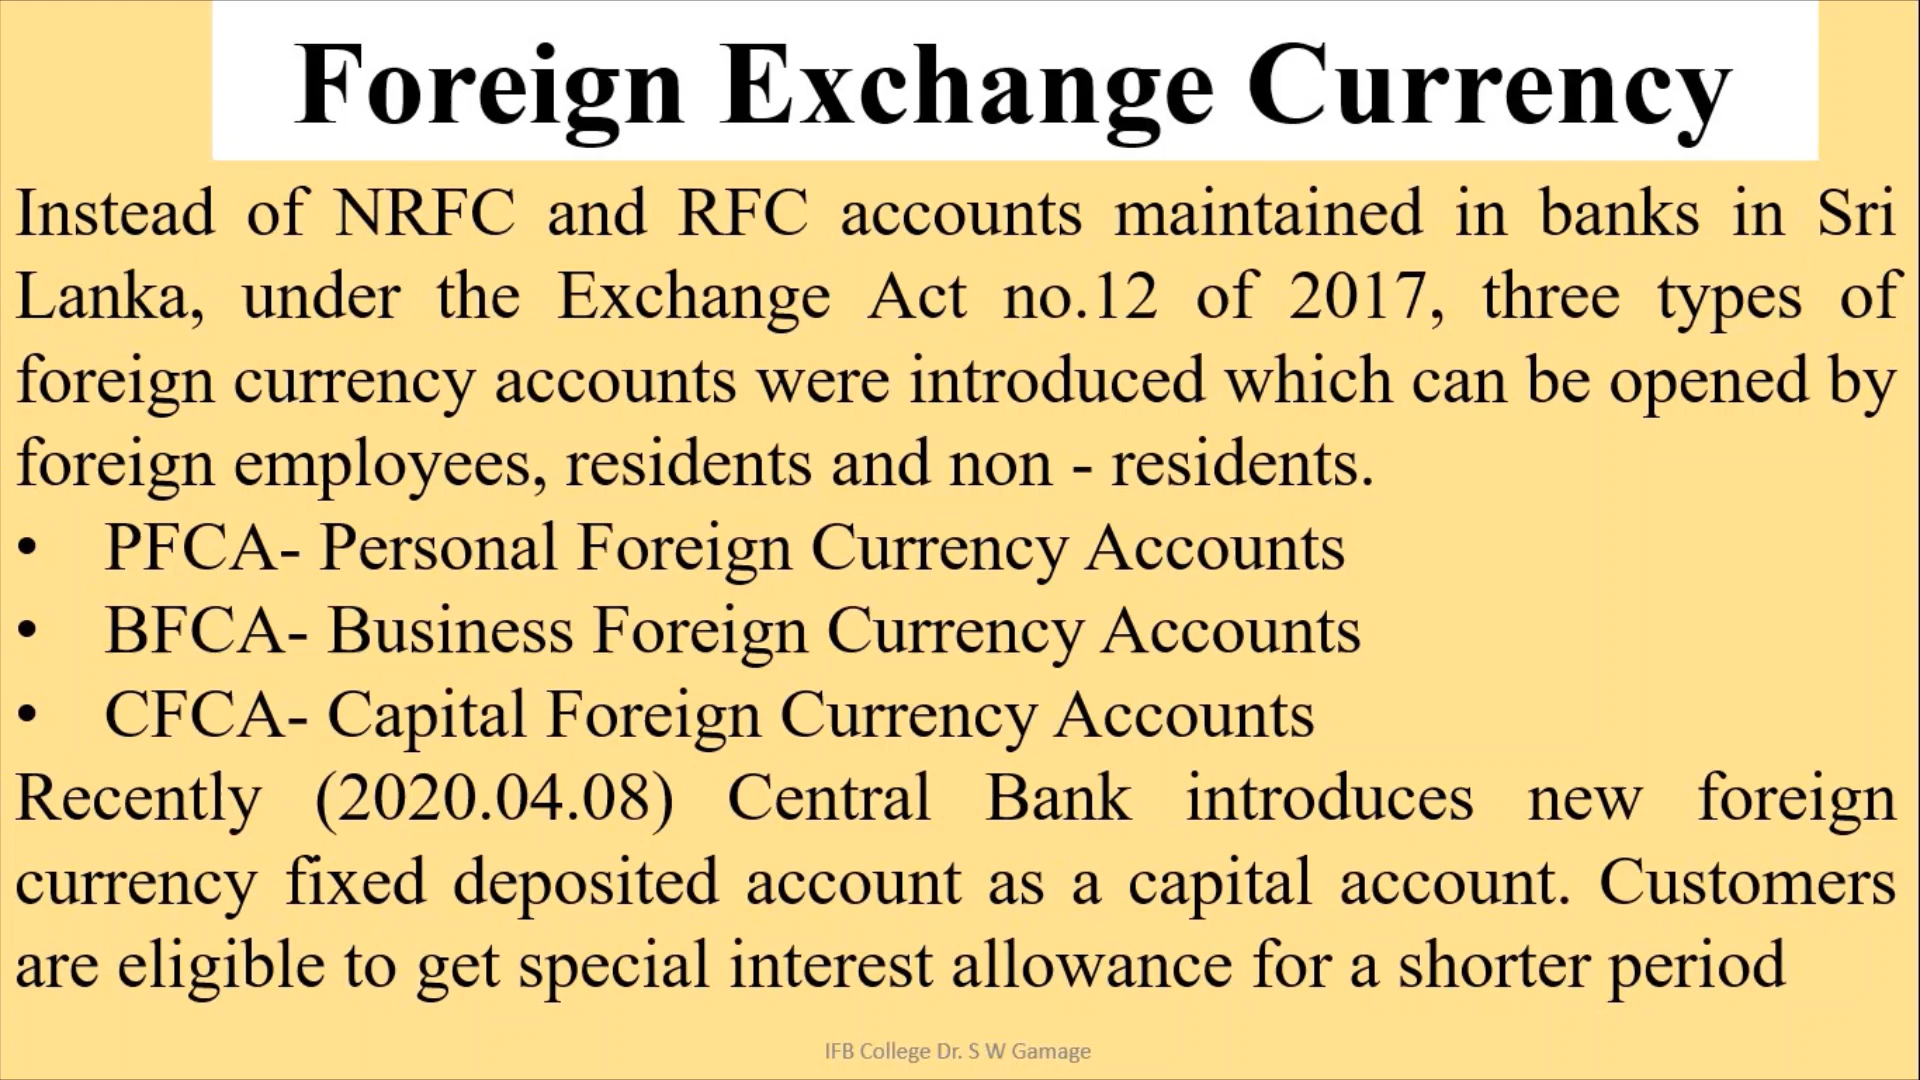 Foreign Exchange Currency
Instead of NRFC and RFC accounts maintained in banks in Sri
Lanka, under the Exchange Act no.12 of 2017, three types of
foreign currency accounts were introduced which can be opened by
foreign employees, residents and non - residents.
• PFCA- Personal Foreign Currency Accounts
• BFCA- Business Foreign Currency Accounts
• CFCA- Capital Foreign Currency Accounts
Recently (2020.04.08) Central Bank introduces new foreign
currency fixed deposited account as a capital account. Customers
are eligible to get special interest allowance for a shorter period
IFB College Dr. S W Gamage